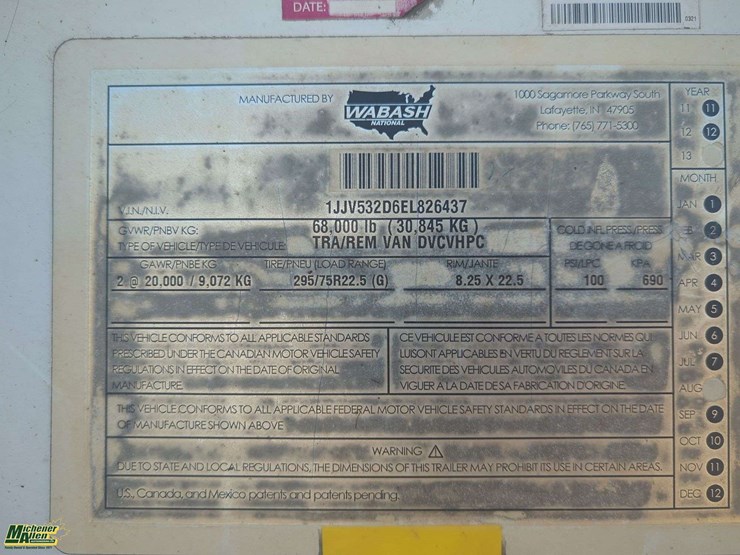 DATE:
0321
MANUFACTURED BY
WABASH
NATIONAL
1000 Sagamore Parkway South
Lafayette, IN 47905
Phone: (765) 771-5300
V.I.N./N.I.V.
1JJV532D6EL826437
GVWR/PNBV KG:
68,000 lb ( 30,845 KG )
TYPE OF VEHICLE/TYPE DE VEHICULE:
TRA/REM VAN DVCVHPC
COLD INFL. PRESS/PRESS.
DE GONF. A FROID
GAWR/PNBE KG
TIRE/PNEU (LOAD RANGE)
RIM/JANTE
PSI/LPC
KPA
2 @ 20,000 / 9,072 KG
295/75R22.5 (G)
8.25 X 22.5
100
690
THIS VEHICLE CONFORMS TO ALL APPLICABLE STANDARDS
PRESCRIBED UNDER THE CANADIAN MOTOR VEHICLE SAFETY
REGULATIONS IN EFFECT ON THE DATE OF ORIGINAL
MANUFACTURE.
CE VEHICULE EST CONFORME A TOUTES LES NORMES QUI
LUI SONT APPLICABLES EN VERTU DU REGLEMENT SUR LA
SECURITE DES VEHICULES AUTOMOVILES DU CANADA EN
VIGUER A LA DATE DE SA FABRICATION D'ORIGINE.
THIS VEHICLE CONFORMS TO ALL APPLICABLE FEDERAL MOTOR VEHICLE SAFETY STANDARDS IN EFFECT ON THE DATE
OF MANUFACTURE SHOWN ABOVE
WARNING
DUE TO STATE AND LOCAL REGULATIONS, THE DIMENSIONS OF THIS TRAILER MAY PROHIBIT ITS USE IN CERTAIN AREAS.
U.S., Canada, and Mexico patents and patents pending.
YEAR
11 11
12 12
13
MONTH
JAN 1
FEB 2
MAR 3
APR 4
MAY 5
JUN 6
JUL 7
AUG
SEP 9
OCT 10
NOV 11
DEC 12
Michener
Allen